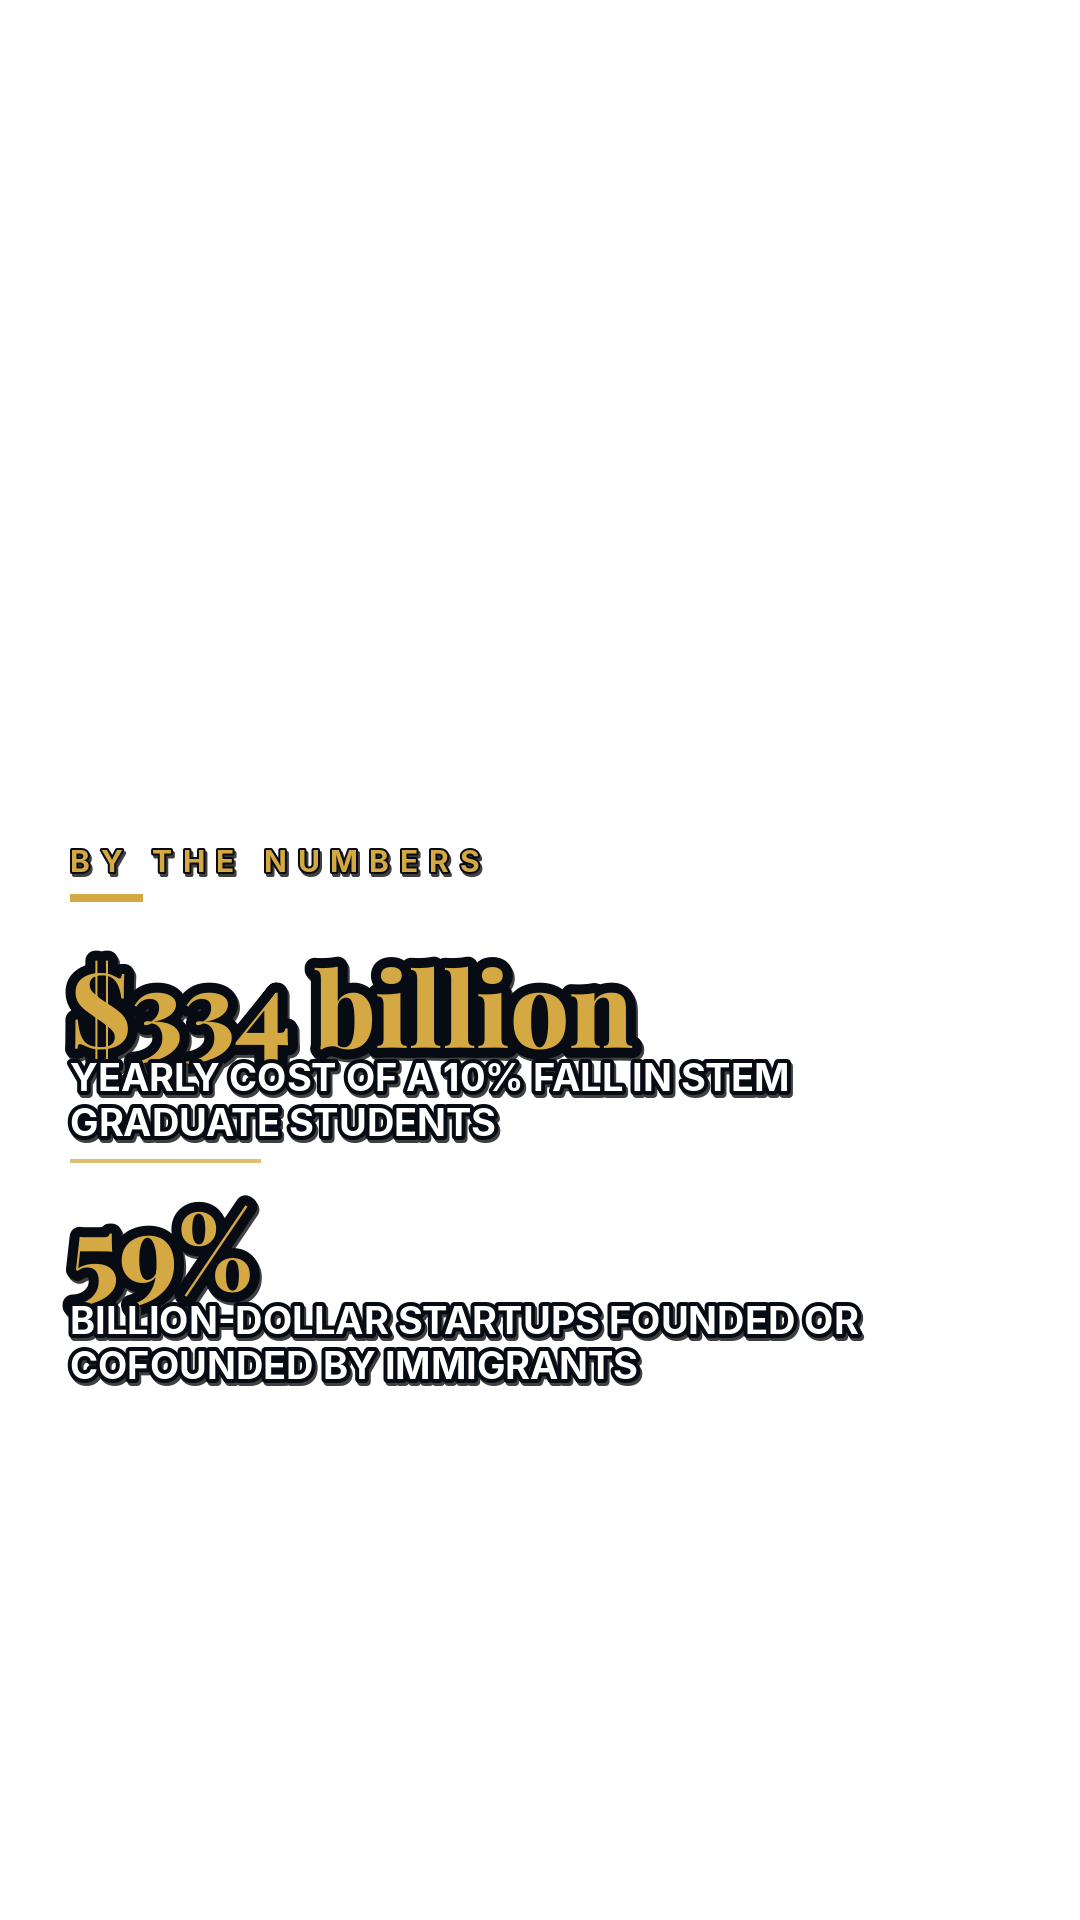 BY THE NUMBERS
$334 billion
YEARLY COST OF A 10% FALL IN STEM
GRADUATE STUDENTS
59%
BILLION-DOLLAR STARTUPS FOUNDED OR
COFOUNDED BY IMMIGRANTS